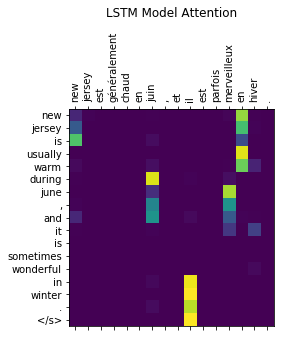 LSTM Model Attention
new
jersey
est
généralement
chaud
en
juin
,
et
il
est
parfois
merveilleux
en
hiver
.
new
jersey
is
usually
warm
during
june
,
and
it
is
sometimes
wonderful
in
winter
.
</s>